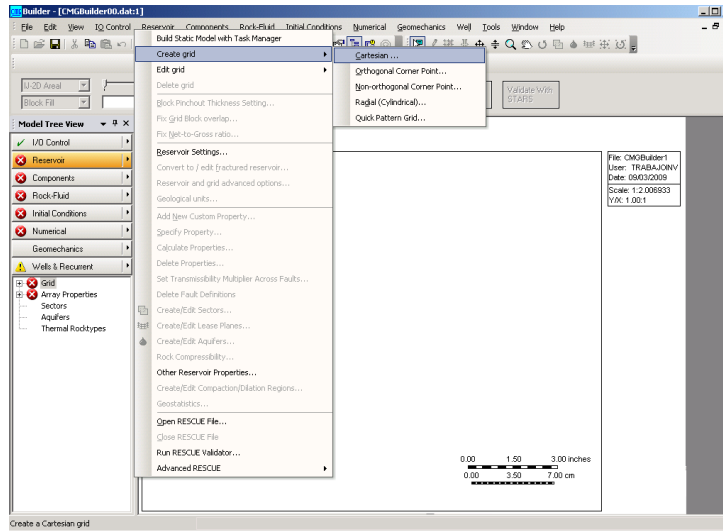 Builder - [CMGBuilder00.dat:1]
File Edit View IO Control Reservoir Components Rock-Fluid Initial Conditions Numerical Geomechanics Well Tools Window Help
Build Static Model with Task Manager
Create grid
Cartesian ...
Edit grid
Orthogonal Corner Point...
IJ-2D Areal
Delete grid
Non-orthogonal Corner Point...
Validate With
STARS
Block Fill
Block Pinchout Thickness Setting...
Radial (Cylindrical)...
Fix Grid Block overlap...
Quick Pattern Grid...
Model Tree View
Fix Net-to-Gross ratio...
I/O Control
Reservoir Settings...
Reservoir
Convert to / edit fractured reservoir...
File: CMGBuilder1
User: TRABAJOINV
Date: 09/03/2009
Scale: 1:2.006933
Y/X: 1.00:1
Components
Reservoir and grid advanced options...
Rock-Fluid
Geological units...
Initial Conditions
Add New Custom Property...
Numerical
Specify Property...
Geomechanics
Calculate Properties...
Wells & Recurrent
Delete Properties...
Grid
Set Transmissibility Multiplier Across Faults...
Array Properties
Delete Fault Definitions
Sectors
Create/Edit Sectors...
Aquifers
Create/Edit Lease Planes...
Thermal Rocktypes
Create/Edit Aquifers...
Rock Compressibility...
Other Reservoir Properties...
Create/Edit Compaction/Dilation Regions...
Geostatistics...
Open RESCUE File...
Close RESCUE File
Run RESCUE Validator...
Advanced RESCUE
0.00 1.50 3.00 inches
0.00 3.50 7.00 cm
Create a Cartesian grid